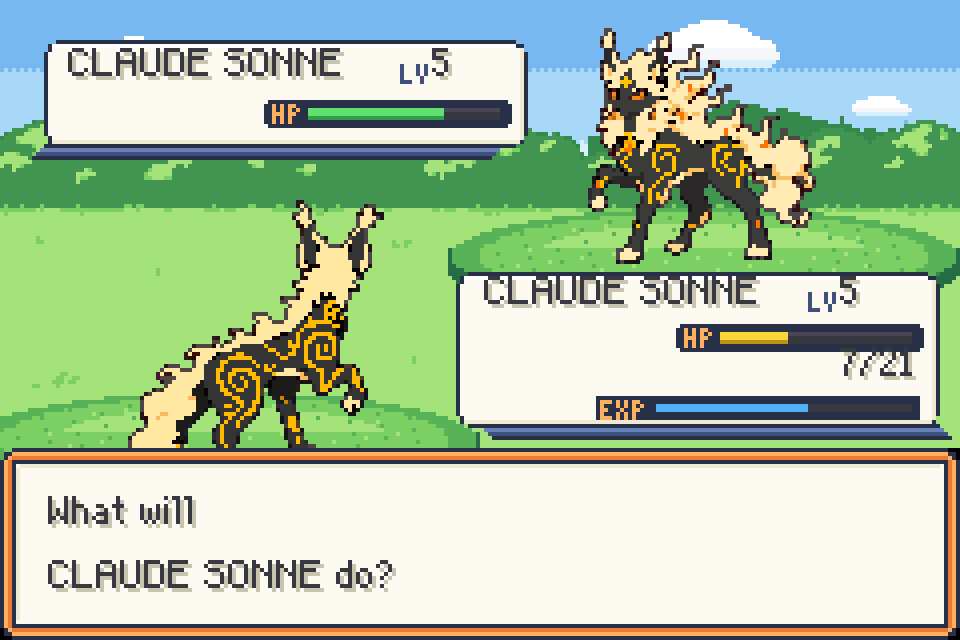 CLAUDE SONNE Lv5
HP
CLAUDE SONNE Lv5
HP
7/21
EXP
What will
CLAUDE SONNE do?